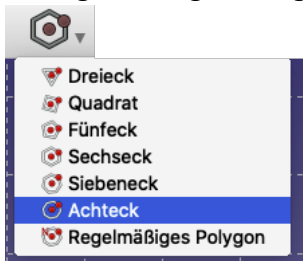 Dreieck
Quadrat
Fünfeck
Sechseck
Siebeneck
Achteck
Regelmäßiges Polygon